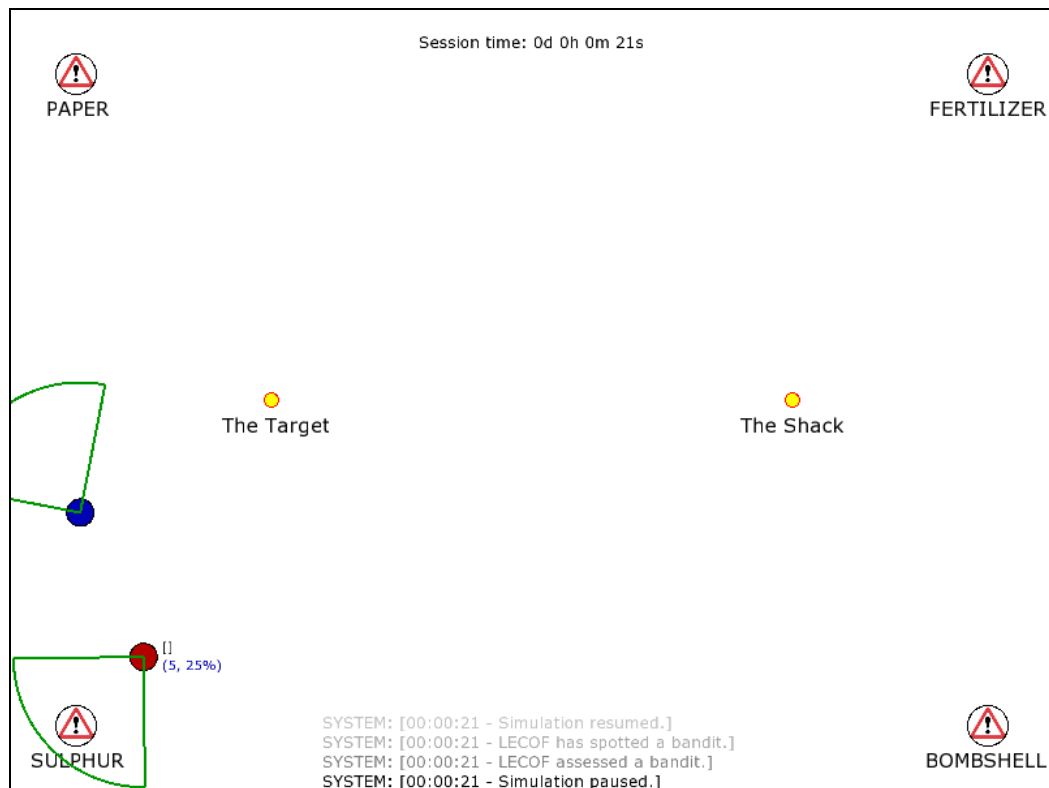 Session time: 0d 0h 0m 21s
PAPER
FERTILIZER
The Target
The Shack
[]
(5, 25%)
SULPHUR
BOMBSHELL
SYSTEM: [00:00:21 - Simulation resumed.]
SYSTEM: [00:00:21 - LECOF has spotted a bandit.]
SYSTEM: [00:00:21 - LECOF assessed a bandit.]
SYSTEM: [00:00:21 - Simulation paused.]